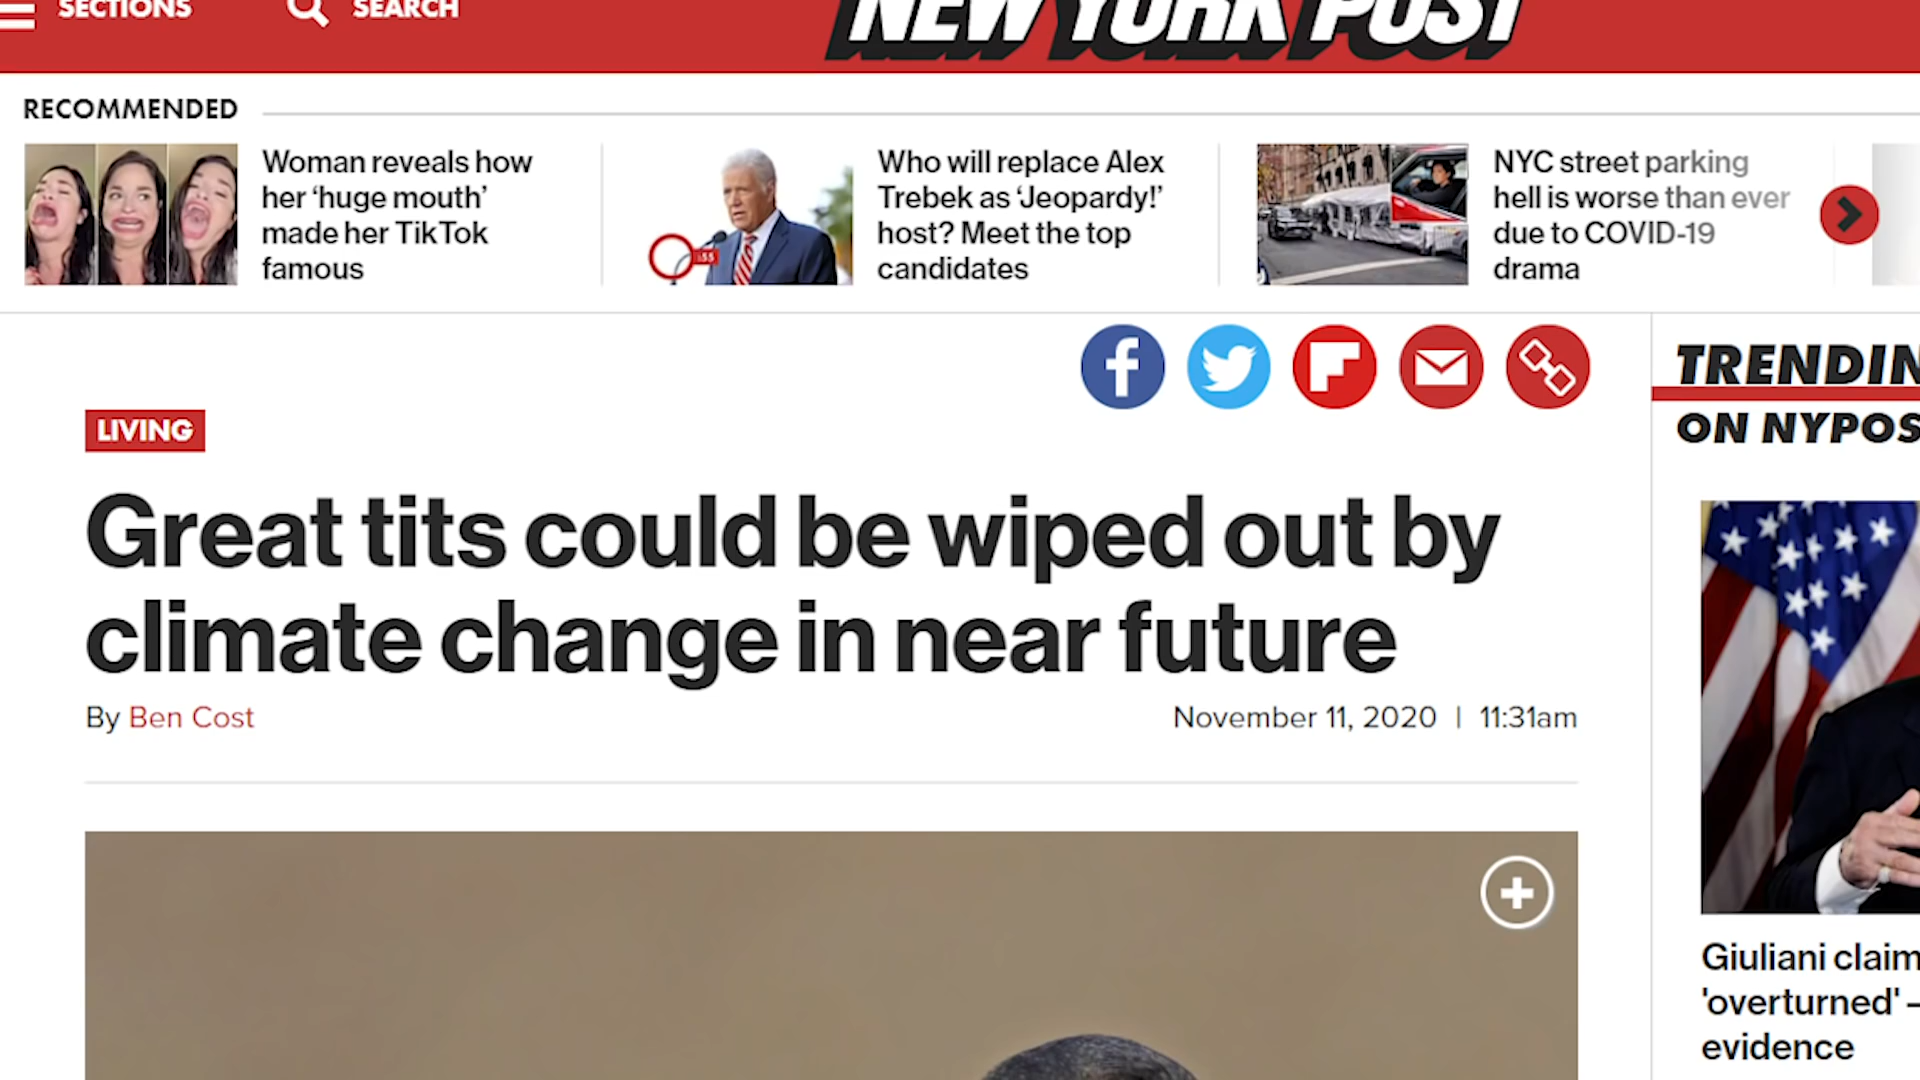 SECTIONS
SEARCH
NEW YORK POST
RECOMMENDED
Woman reveals how
her ‘huge mouth’
made her TikTok
famous
Who will replace Alex
Trebek as ‘Jeopardy!’
host? Meet the top
candidates
NYC street parking
hell is worse than ever
due to COVID-19
drama
LIVING
Great tits could be wiped out by
climate change in near future
By Ben Cost
November 11, 2020 | 11:31am
TRENDIN
ON NYPOS
Giuliani claim
'overturned' –
evidence